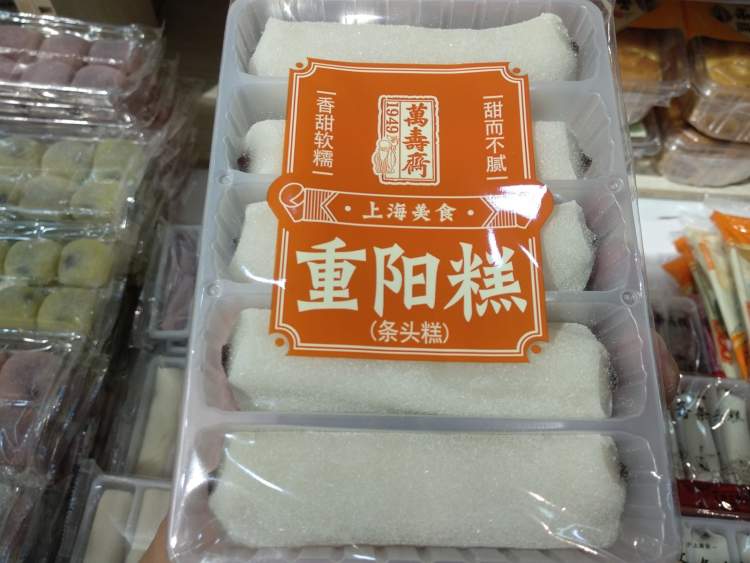 香甜软糯
1949
萬壽齋
甜而不腻
·上海美食·
重阳糕
(条头糕)